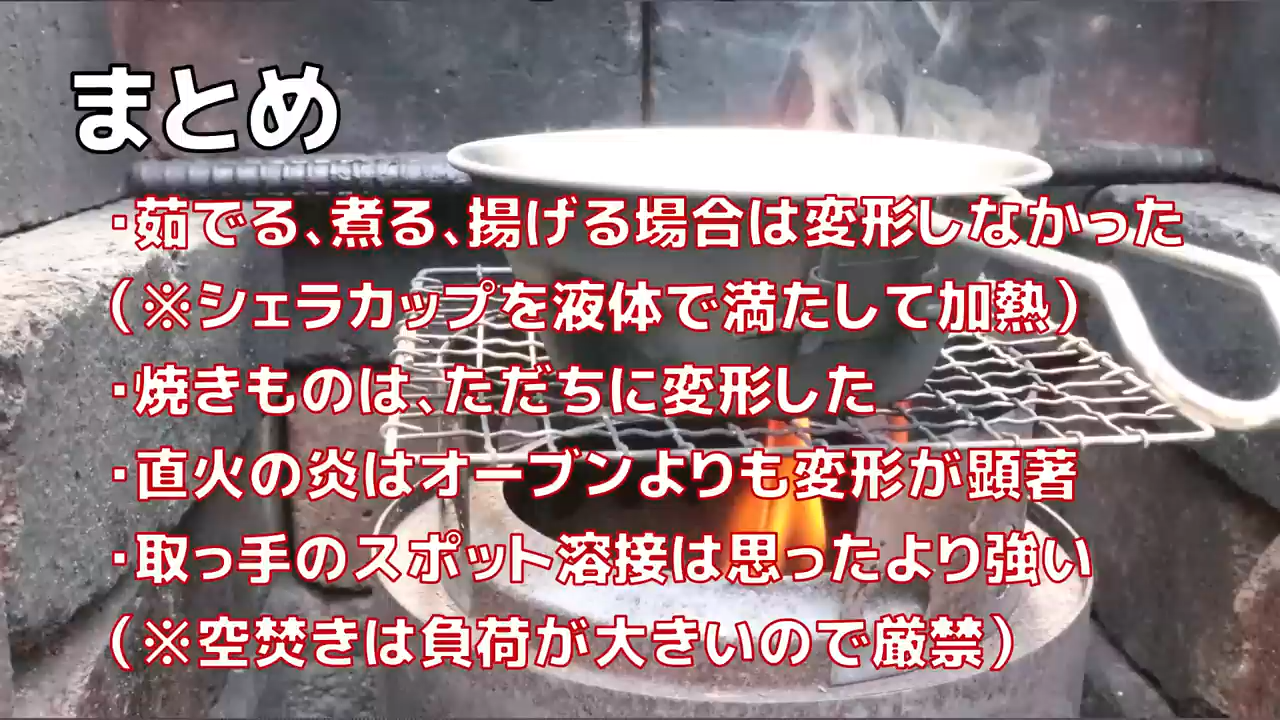 まとめ
・茹でる、煮る、揚げる場合は変形しなかった
(※シェラカップを液体で満たして加熱)
・焼きものは、ただちに変形した
・直火の炎はオーブンよりも変形が顕著
・取っ手のスポット溶接は思ったより強い
(※空焚きは負荷が大きいので厳禁)